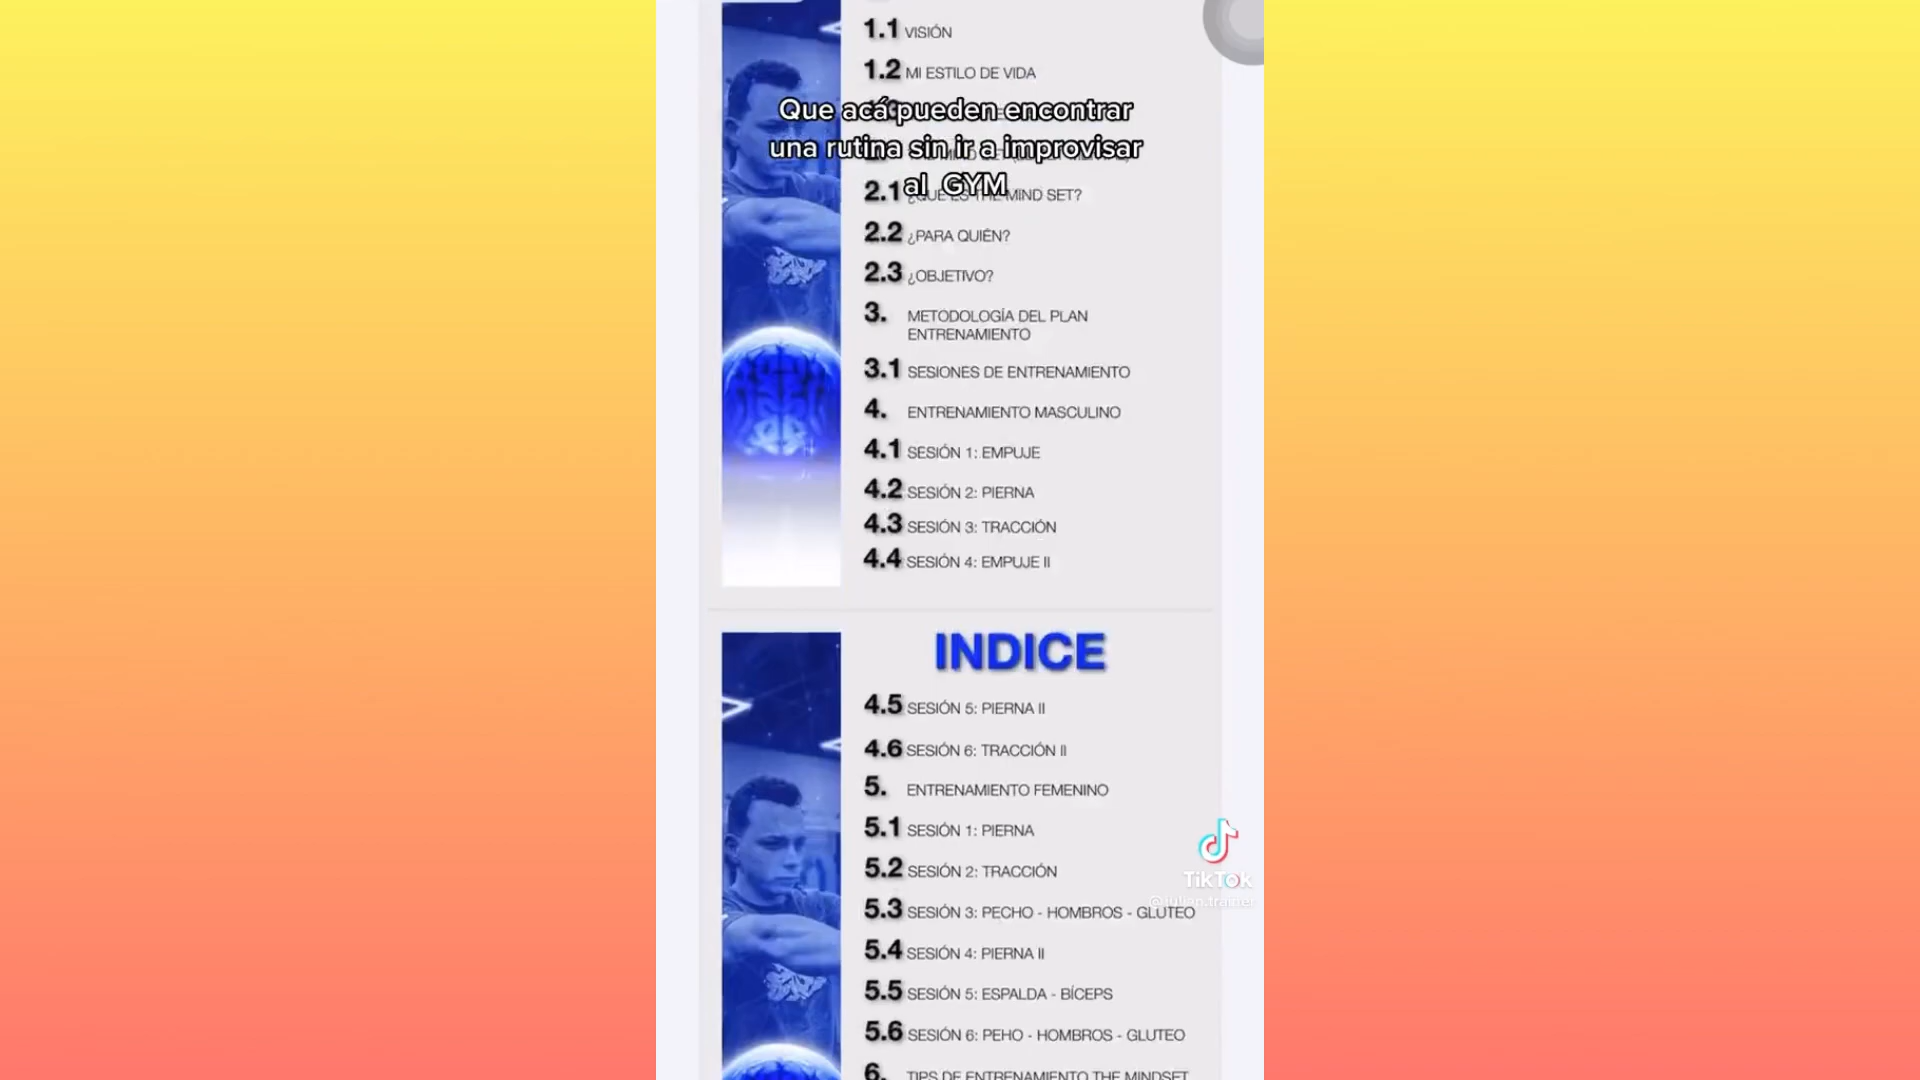 1.1 VISIÓN
1.2 MI ESTILO DE VIDA
Que acá pueden encontrar
una rutina sin ir a improvisar
al GYM
2.1 ¿QUÉ ES THE MIND SET?
2.2 ¿PARA QUIÉN?
2.3 ¿OBJETIVO?
3. METODOLOGÍA DEL PLAN
ENTRENAMIENTO
3.1 SESIONES DE ENTRENAMIENTO
4. ENTRENAMIENTO MASCULINO
4.1 SESIÓN 1: EMPUJE
4.2 SESIÓN 2: PIERNA
4.3 SESIÓN 3: TRACCIÓN
4.4 SESIÓN 4: EMPUJE II
INDICE
4.5 SESIÓN 5: PIERNA II
4.6 SESIÓN 6: TRACCIÓN II
5. ENTRENAMIENTO FEMENINO
5.1 SESIÓN 1: PIERNA
5.2 SESIÓN 2: TRACCIÓN
TikTok
@julian.trainer
5.3 SESIÓN 3: PECHO - HOMBROS - GLUTEO
5.4 SESIÓN 4: PIERNA II
5.5 SESIÓN 5: ESPALDA - BÍCEPS
5.6 SESIÓN 6: PEHO - HOMBROS - GLUTEO
6. TIPS DE ENTRENAMIENTO THE MINDSET